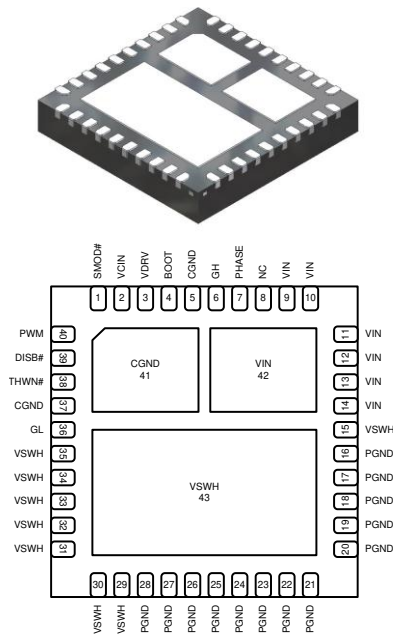 SMOD#
VCIN
VDRV
BOOT
CGND
GH
PHASE
NC
VIN
VIN
1 2 3 4 5 6 7 8 9 10
PWM 40
DISB# 39
THWN# 38
CGND 37
GL 36
VSWH 35
VSWH 34
VSWH 33
VSWH 32
VSWH 31
CGND
41
VIN
42
VSWH
43
11 VIN
12 VIN
13 VIN
14 VIN
15 VSWH
16 PGND
17 PGND
18 PGND
19 PGND
20 PGND
30 29 28 27 26 25 24 23 22 21
VSWH
VSWH
PGND
PGND
PGND
PGND
PGND
PGND
PGND
PGND